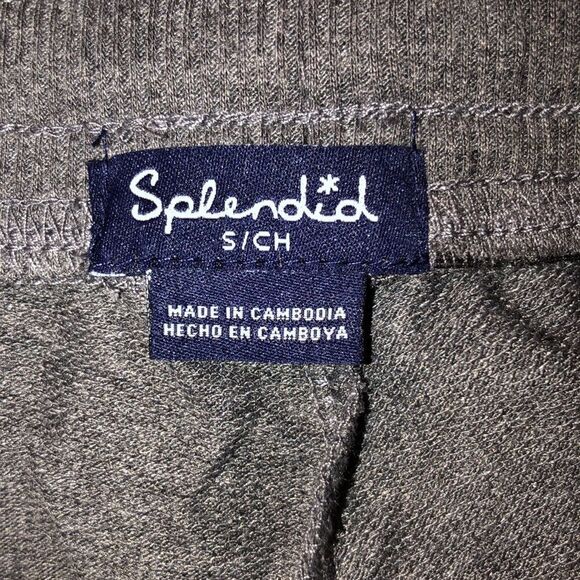 Splendid
S/CH
MADE IN CAMBODIA
HECHO EN CAMBOYA